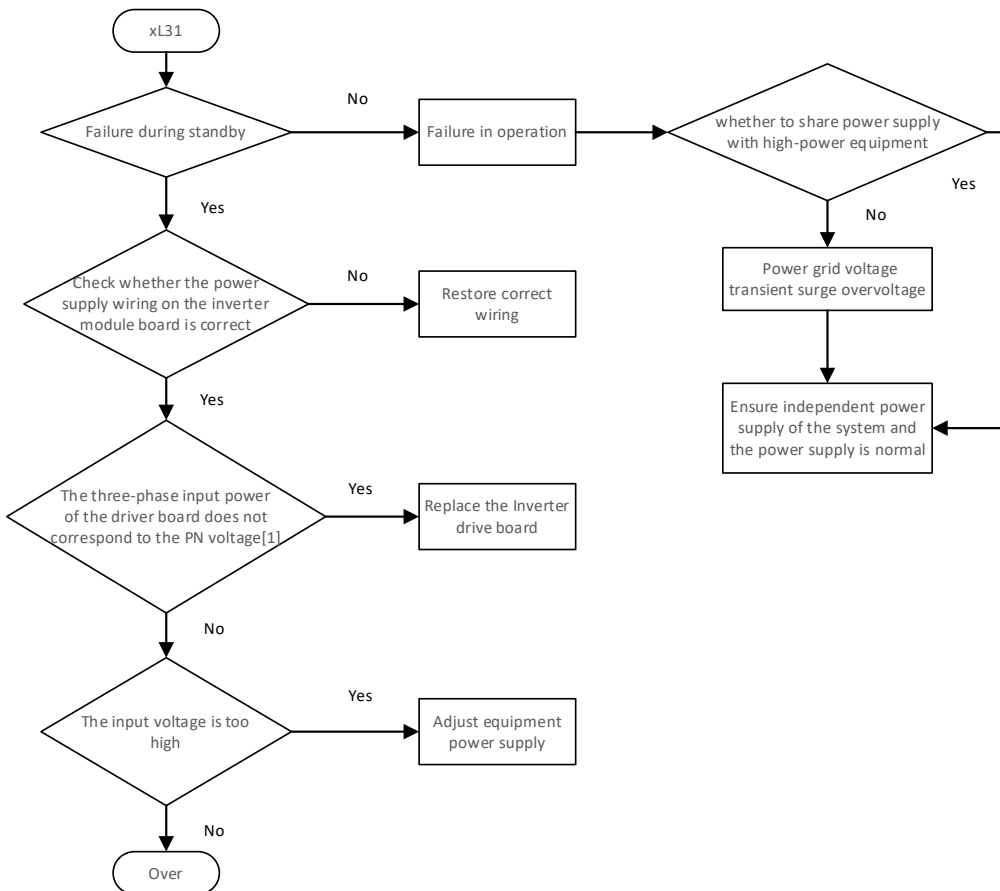 xL31
Failure during standby
No
Failure in operation
whether to share power supply
with high-power equipment
Yes
No
Yes
Power grid voltage
transient surge overvoltage
Check whether the power
supply wiring on the inverter
module board is correct
No
Restore correct
wiring
Ensure independent power
supply of the system and
the power supply is normal
Yes
The three-phase input power
of the driver board does not
correspond to the PN voltage[1]
Yes
Replace the Inverter
drive board
No
The input voltage is too
high
Yes
Adjust equipment
power supply
No
Over